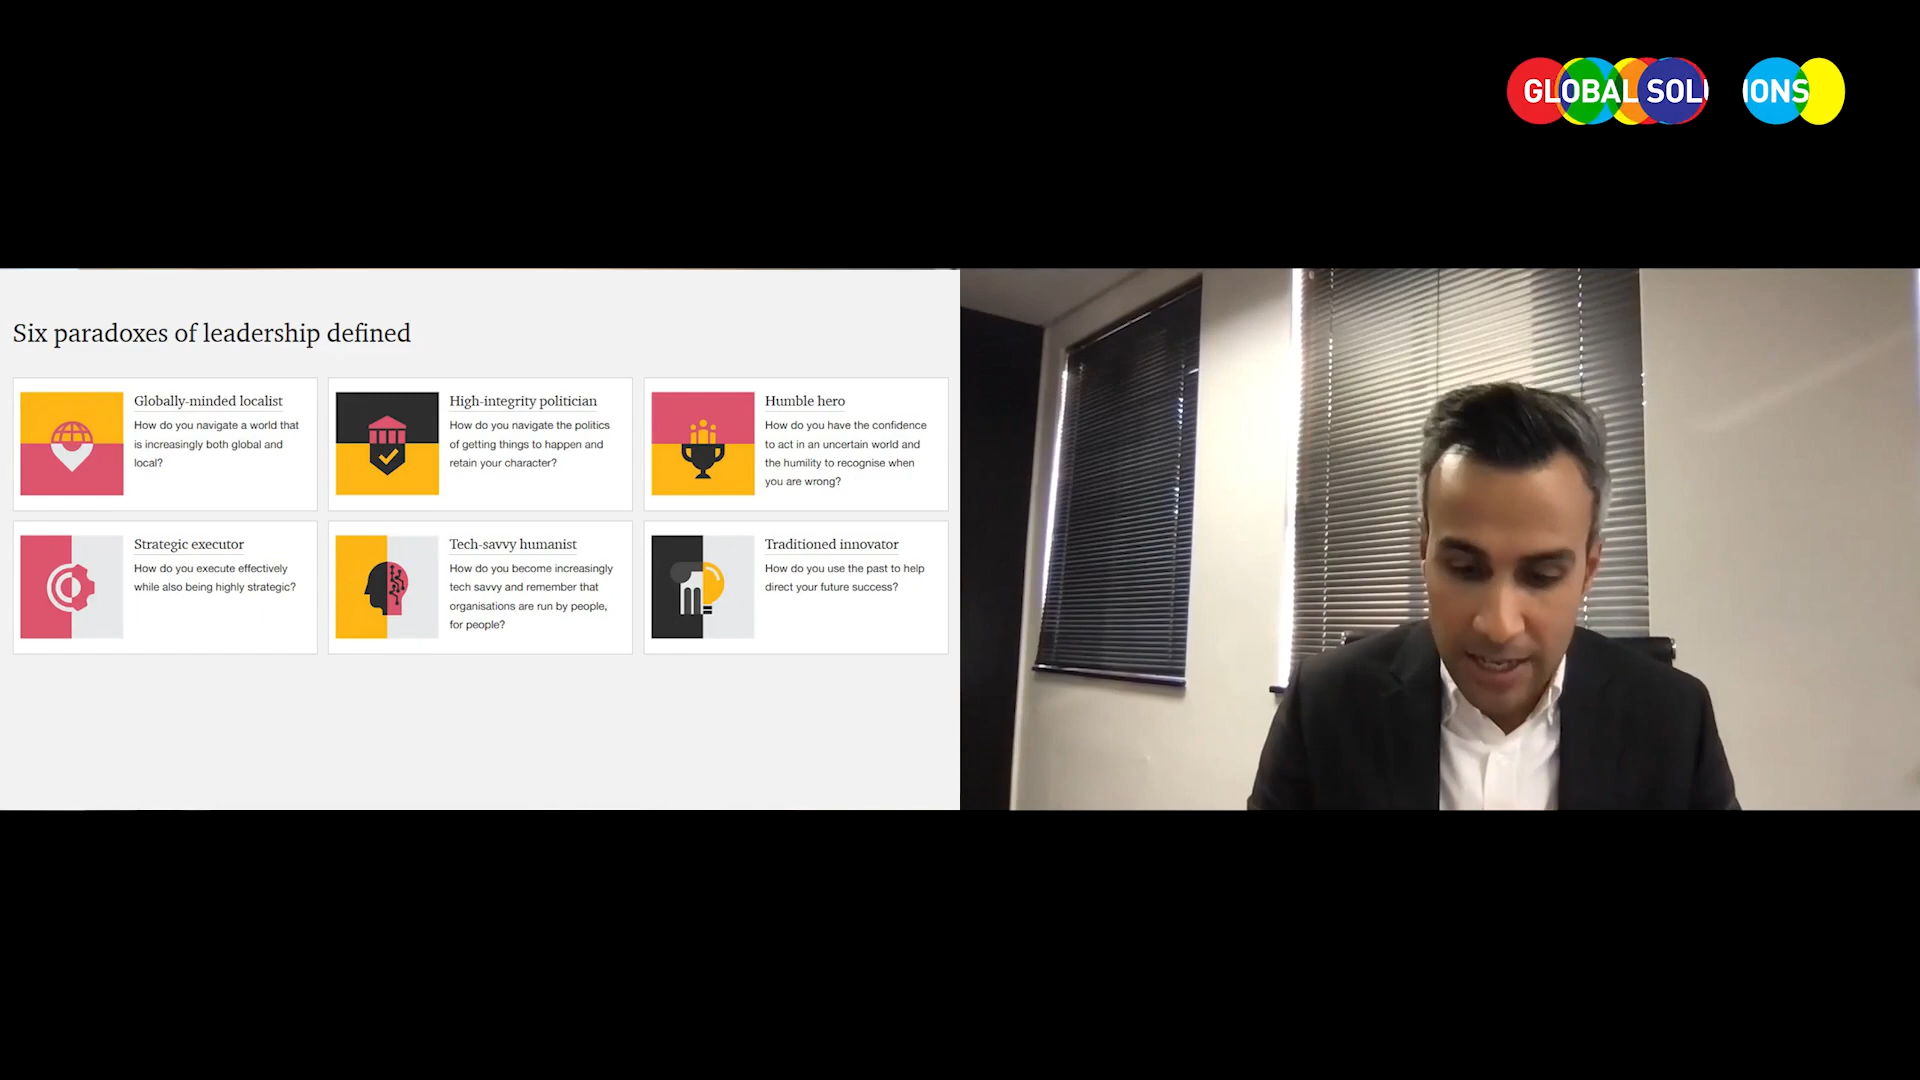 GLOBAL SOL IONS
Six paradoxes of leadership defined
Globally-minded localist
How do you navigate a world that
is increasingly both global and
local?
High-integrity politician
How do you navigate the politics
of getting things to happen and
retain your character?
Humble hero
How do you have the confidence
to act in an uncertain world and
the humility to recognise when
you are wrong?
Strategic executor
How do you execute effectively
while also being highly strategic?
Tech-savvy humanist
How do you become increasingly
tech savvy and remember that
organisations are run by people,
for people?
Traditioned innovator
How do you use the past to help
direct your future success?